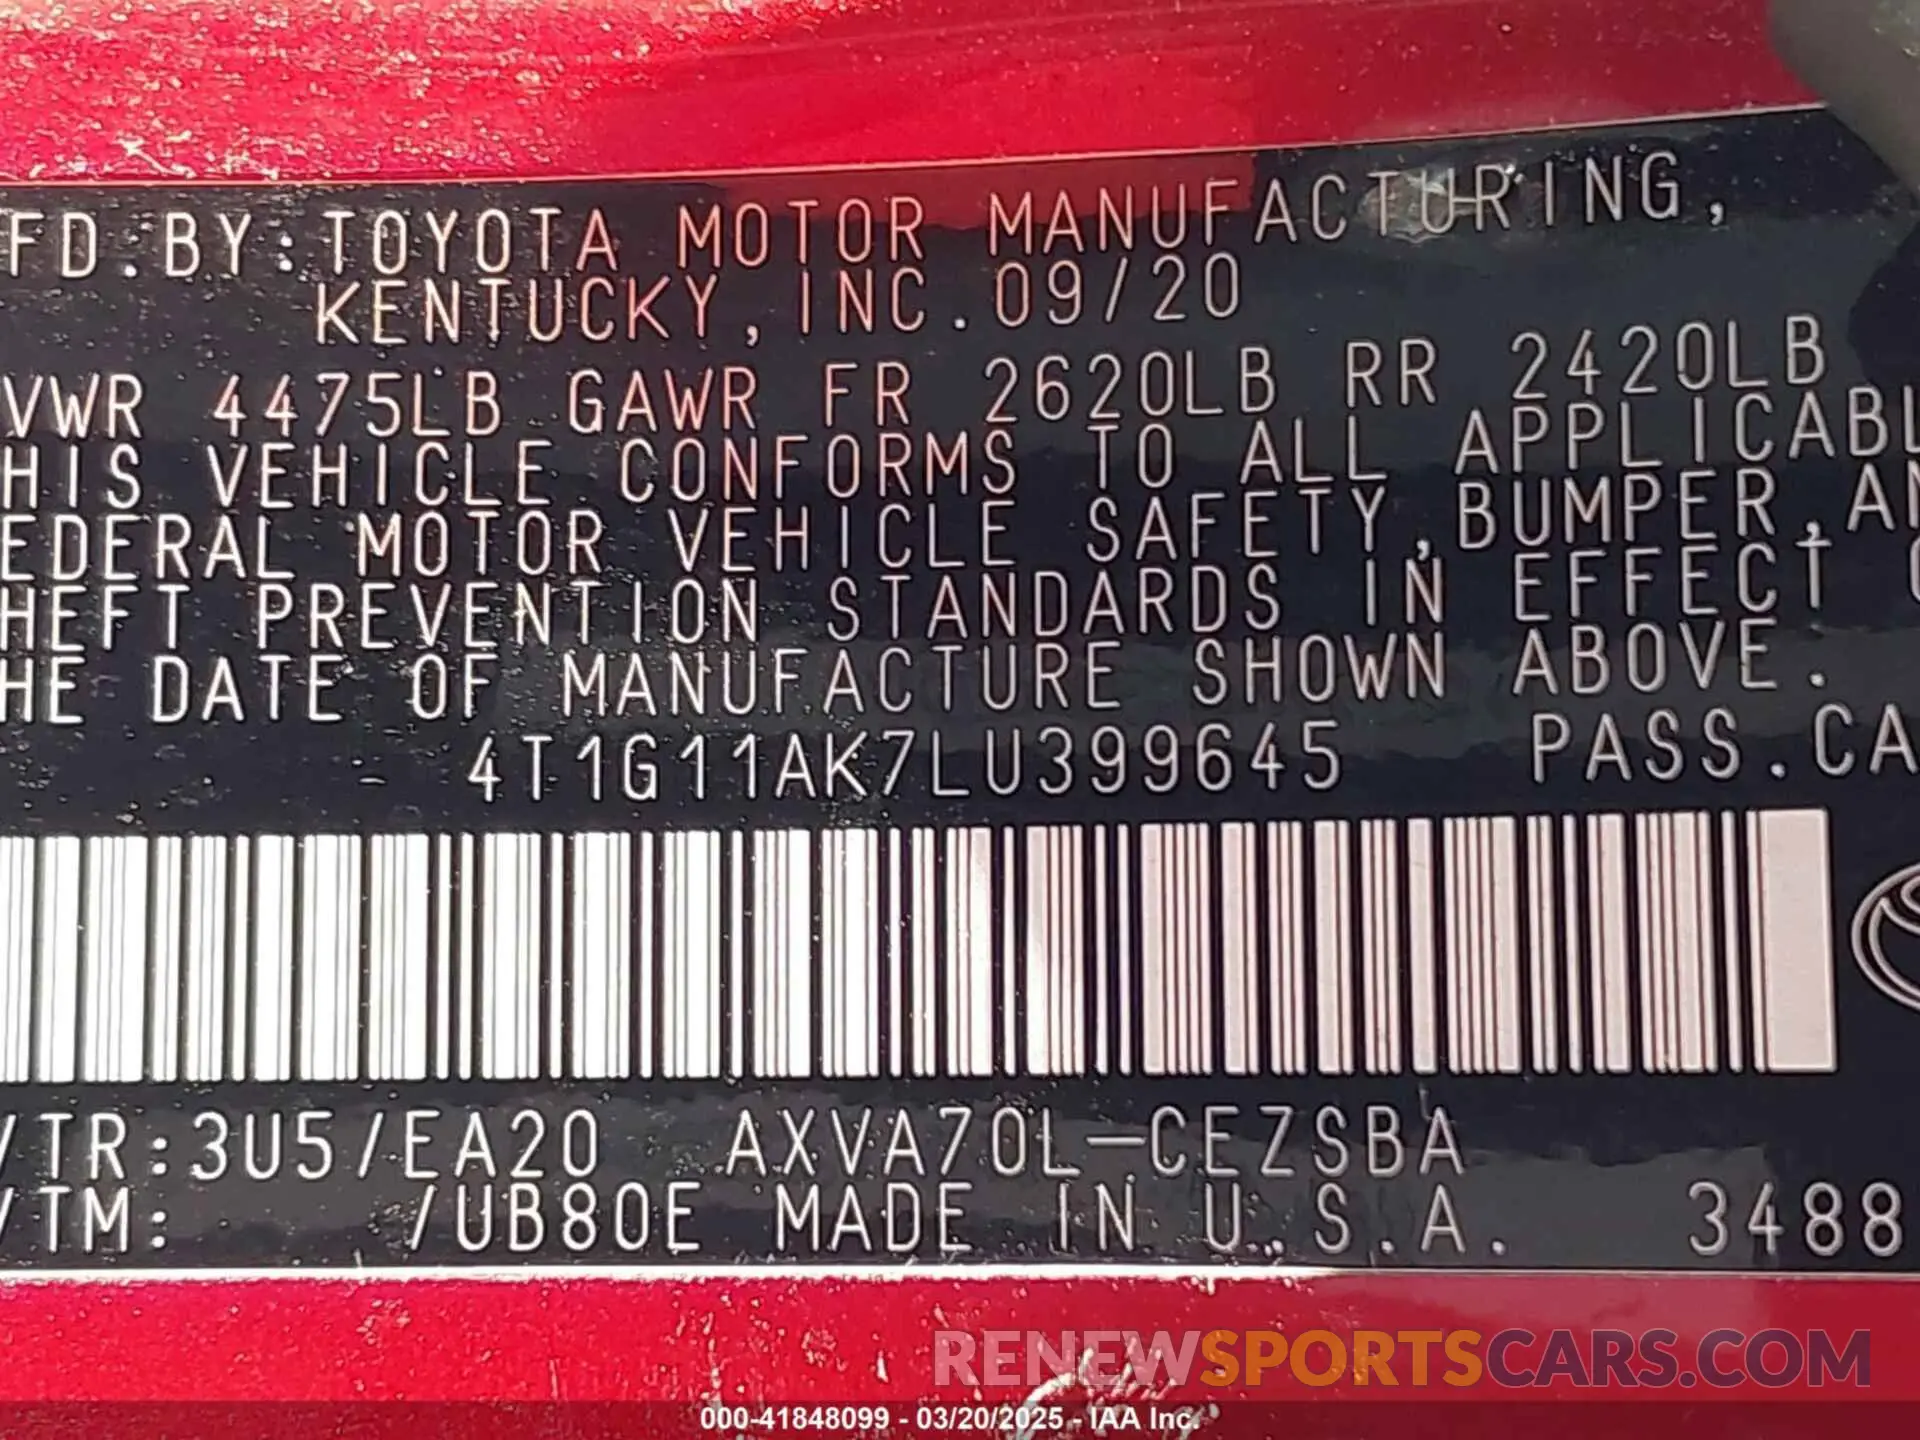 FD.BY:TOYOTA MOTOR MANUFACTURING,
KENTUCKY,INC.09/20
VWR 4475LB GAWR FR 2620LB RR 2420LB
HIS VEHICLE CONFORMS TO ALL APPLICABL
EDERAL MOTOR VEHICLE SAFETY,BUMPER,AN
HEFT PREVENTION STANDARDS IN EFFECT O
HE DATE OF MANUFACTURE SHOWN ABOVE.
4T1G11AK7LU399645 PASS.CA
/TR:3U5/EA20 AXVA70L-CEZSBA
/TM: /UB80E MADE IN U.S.A. 3488
RENEWSPORTSCARS.COM
000-41848099 - 03/20/2025 - IAA Inc.